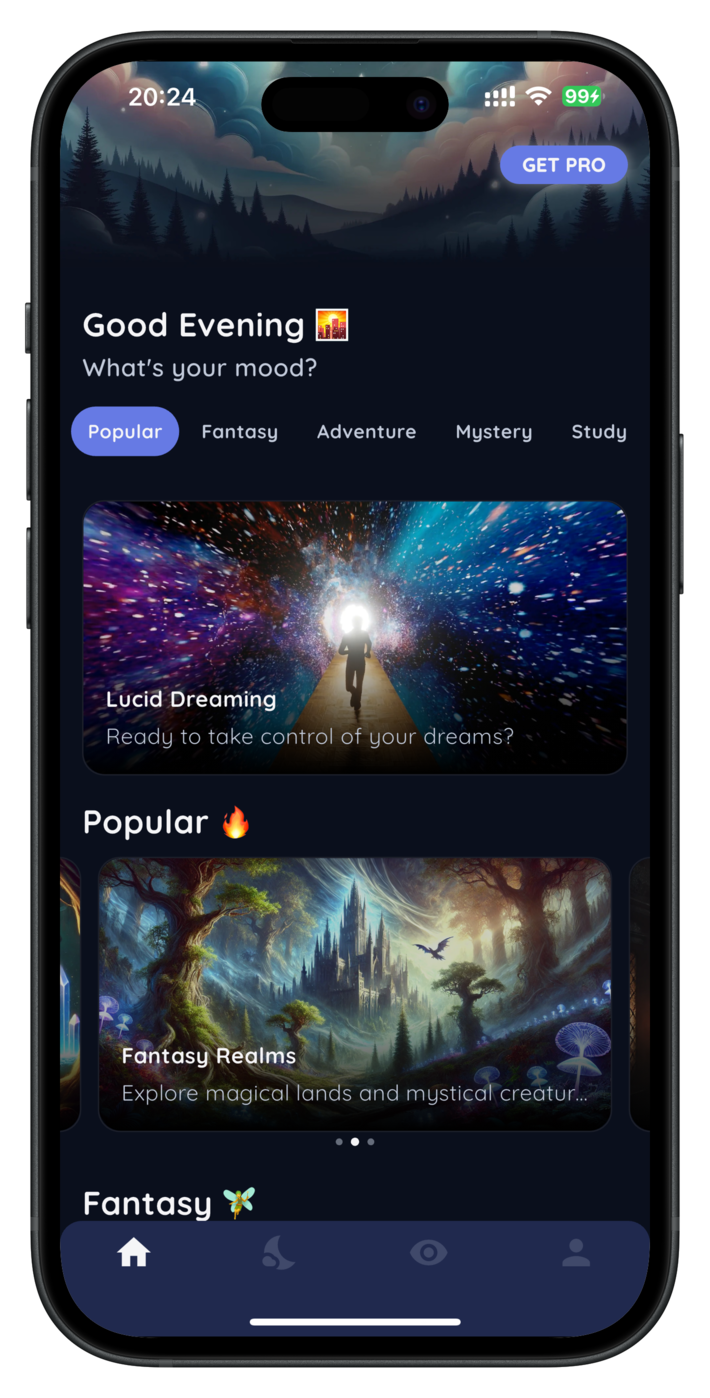 20:24
99
GET PRO
Good Evening 🌇
What's your mood?
Popular Fantasy Adventure Mystery Study
Lucid Dreaming
Ready to take control of your dreams?
Popular 🔥
Fantasy Realms
Explore magical lands and mystical creatur...
Fantasy 🧚